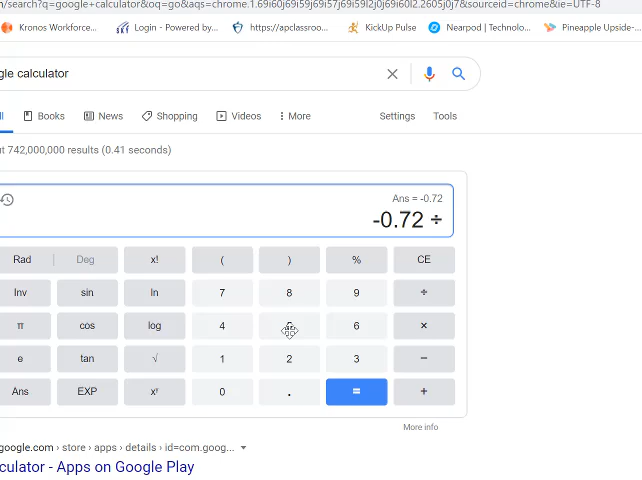 /search?q=google+calculator&oq=go&aqs=chrome.1.69i60j69i59j69i57j69i59l2j0j69i60l2.2605j0j7&sourceid=chrome&ie=UTF-8
Kronos Workforce... Login - Powered by... https://apclassroo... KickUp Pulse Nearpod | Technolo... Pineapple Upside-...
gle calculator
ll Books News Shopping Videos More Settings Tools
t 742,000,000 results (0.41 seconds)
Ans = -0.72
-0.72 ÷
Rad Deg x! ( ) % CE
Inv sin ln 7 8 9 ÷
π cos log 4 6 ×
e tan √ 1 2 3 −
Ans EXP xʸ 0 . = +
More info
google.com › store › apps › details › id=com.goog...
culator - Apps on Google Play